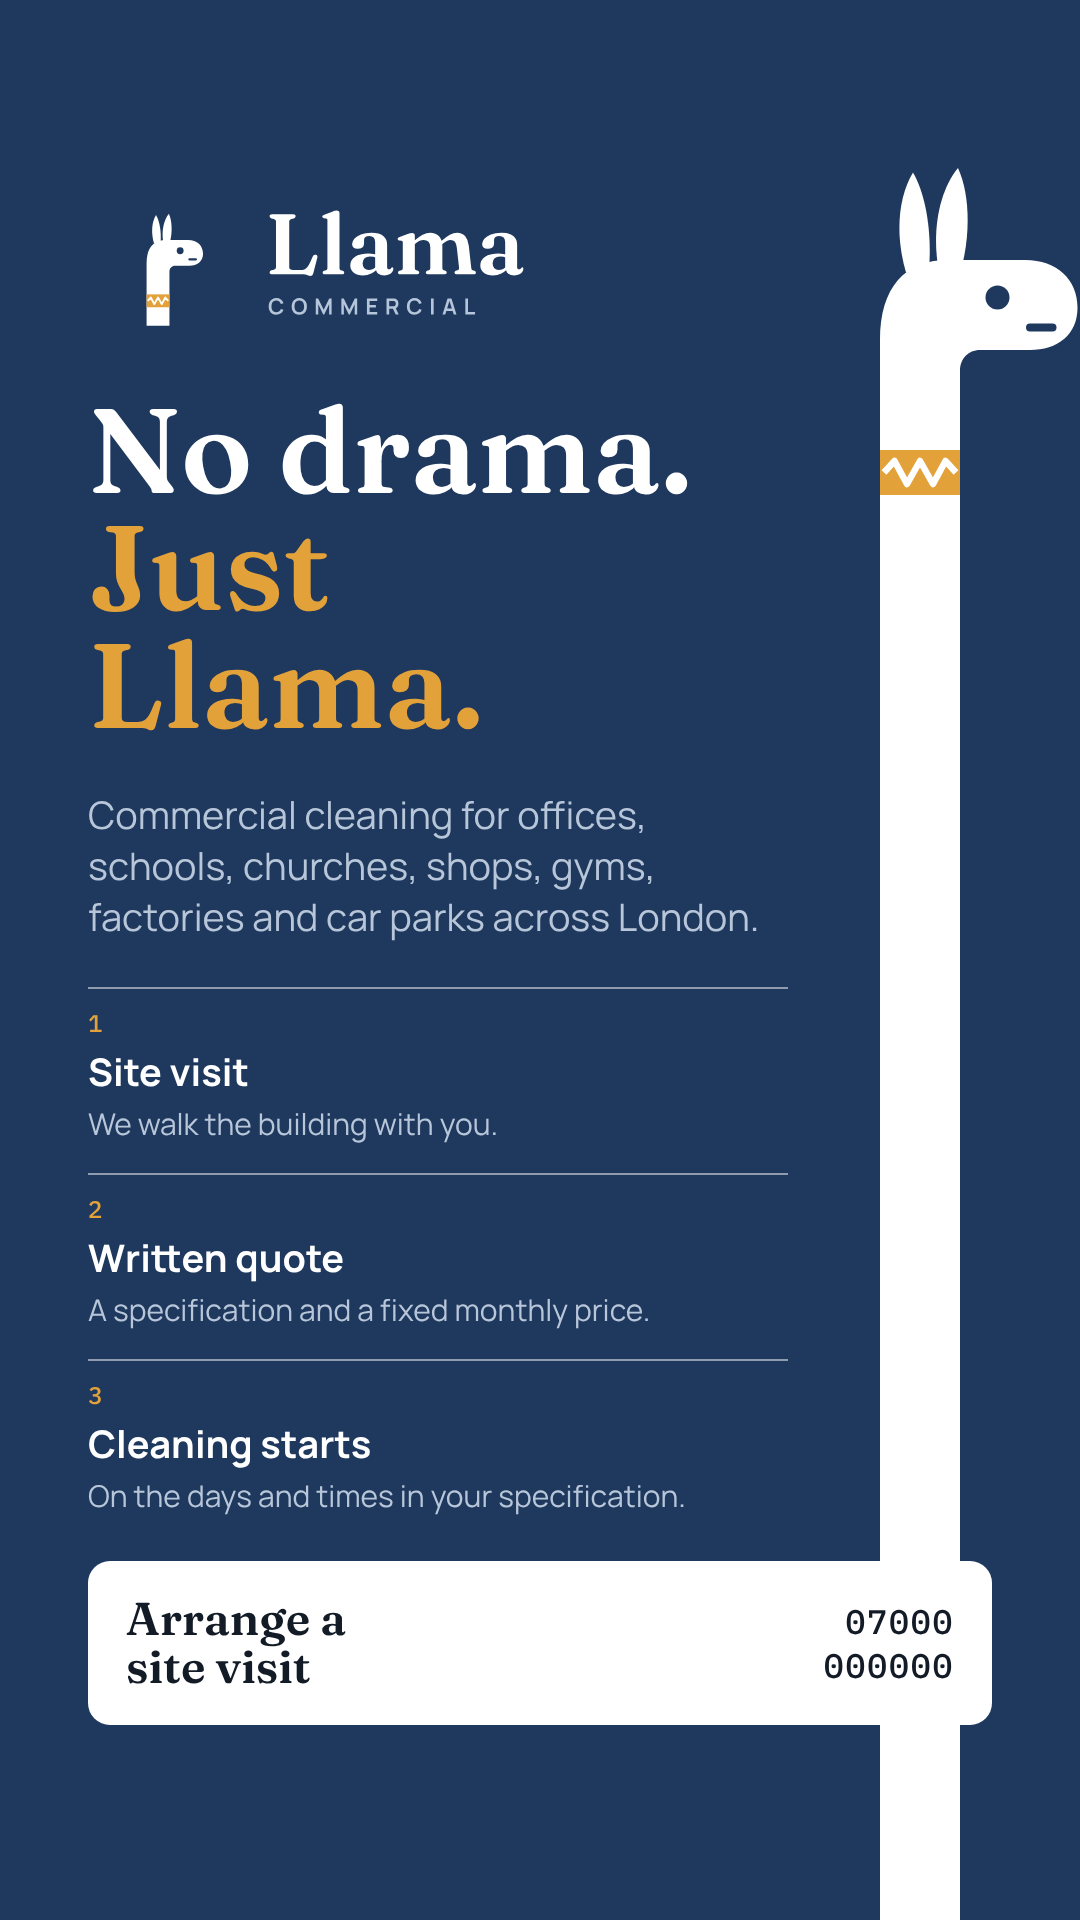 Llama
COMMERCIAL
No drama.
Just
Llama.
Commercial cleaning for offices,
schools, churches, shops, gyms,
factories and car parks across London.
1
Site visit
We walk the building with you.
2
Written quote
A specification and a fixed monthly price.
3
Cleaning starts
On the days and times in your specification.
Arrange a
site visit
07000
000000